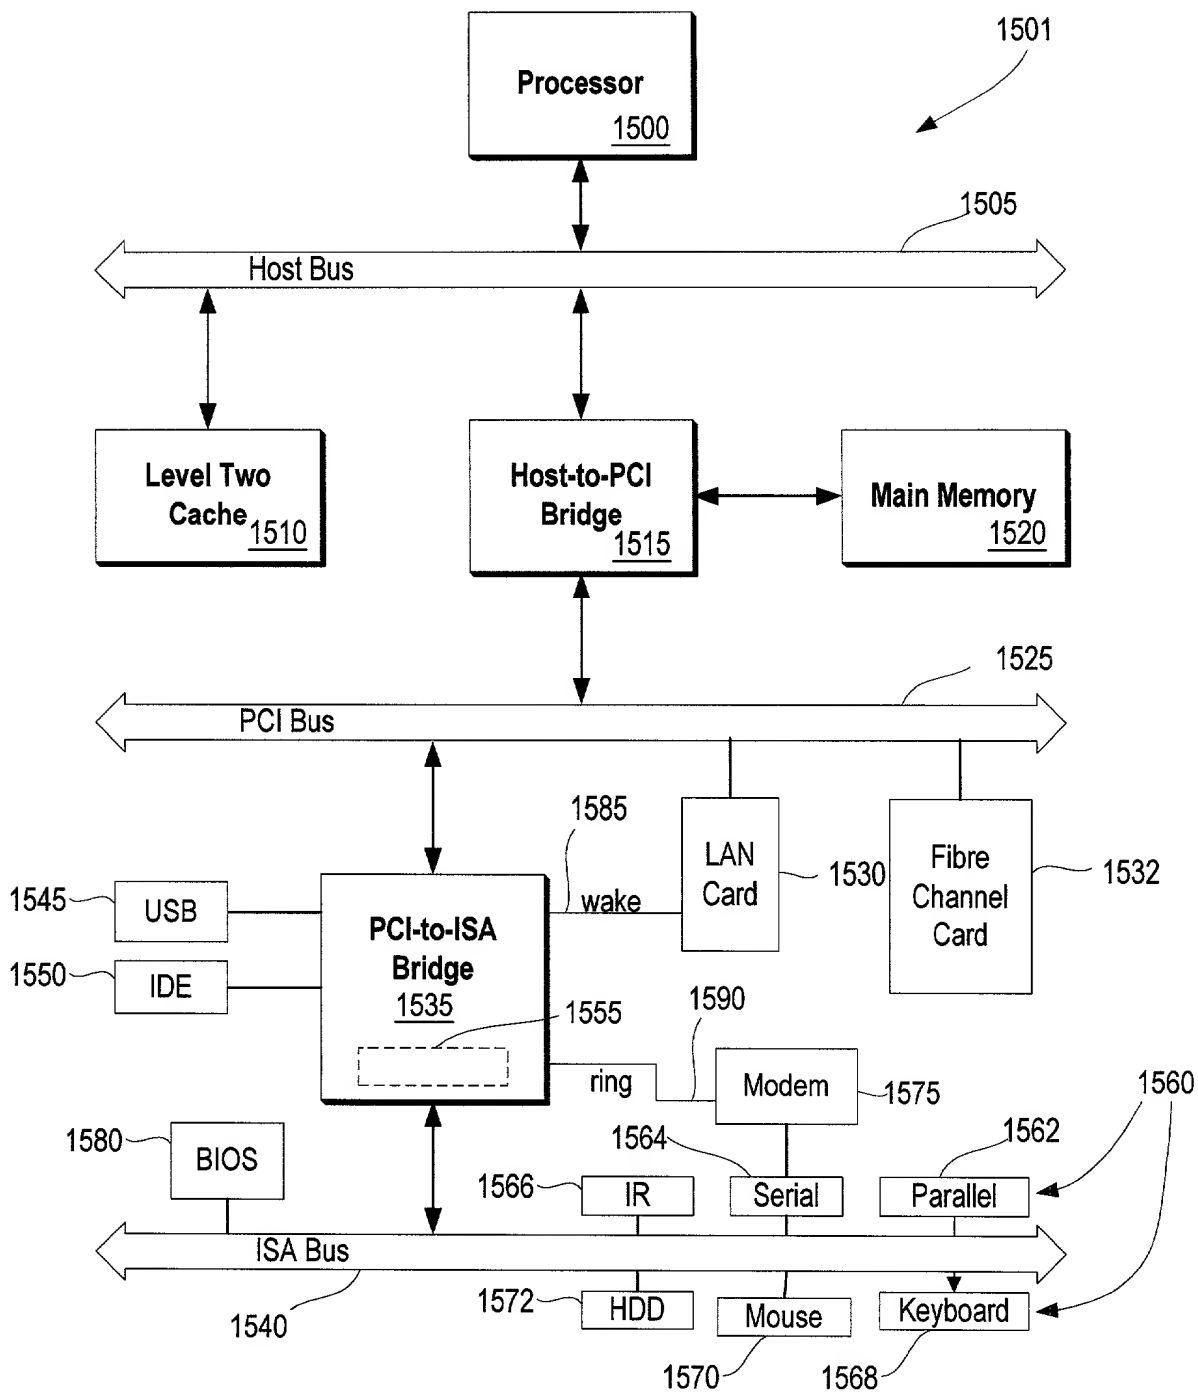 1501
Processor
1500
1505
Host Bus
Level Two
Cache
1510
Host-to-PCI
Bridge
1515
Main Memory
1520
1525
PCI Bus
1585
LAN
Card
1530
Fibre
Channel
Card
1532
1545
USB
wake
PCI-to-ISA
Bridge
1535
1550
IDE
1555
1590
ring
Modem
1575
1560
1580
BIOS
1564
1562
1566
IR
Serial
Parallel
ISA Bus
1572
HDD
Mouse
Keyboard
1540
1570
1568